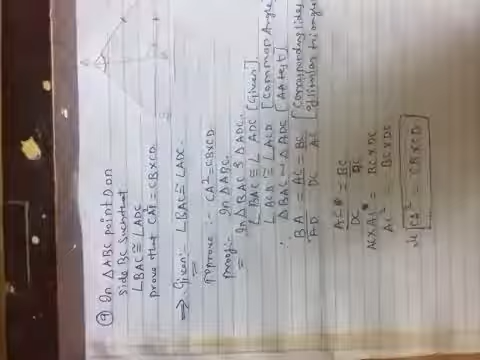 ④ In △ABC point D on
side BC such that
∠BAC ≅ ∠ADC
prove that CA² = CB×CD
→ Given:- ∠BAC ≅ ∠ADC
To prove :- CA² = CB×CD
Proof:- In △ABC.
In △BAC & △ADC.
∠BAC ≅ ∠ADC [Given]
∠ACB ≅ ∠ACD [Common Angle]
△BAC ~ △ADC [AA test]
BA/AD = AC/DC = BC/AC [corresponding sides
of similar triangle]
AC/DC = BC/AC
AC×AC = BC×DC
AC² = BC×DC
CA² = CB×CD